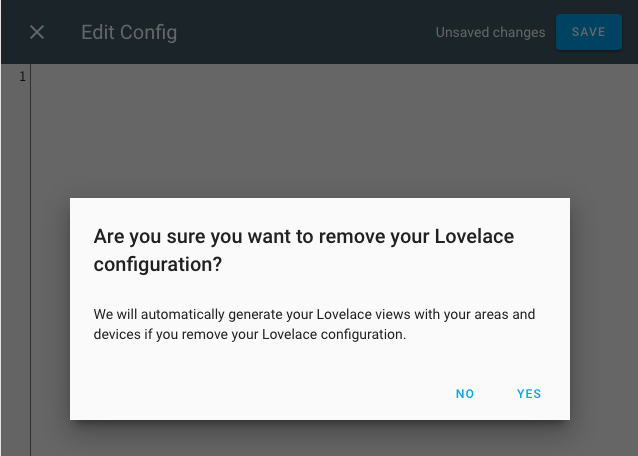 Edit Config
Unsaved changes
SAVE
1
Are you sure you want to remove your Lovelace
configuration?
We will automatically generate your Lovelace views with your areas and
devices if you remove your Lovelace configuration.
NO
YES